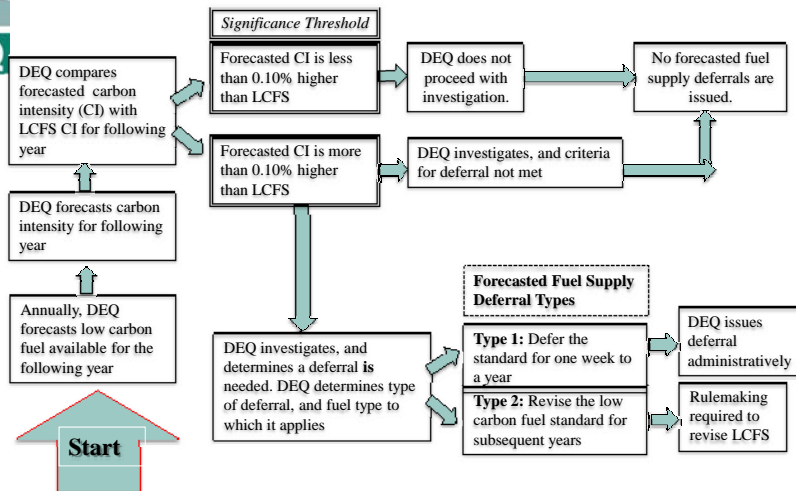 Significance Threshold
DEQ compares
forecasted carbon
intensity (CI) with
LCFS CI for following
year
Forecasted CI is less
than 0.10% higher
than LCFS
DEQ does not
proceed with
investigation.
No forecasted fuel
supply deferrals are
issued.
Forecasted CI is more
than 0.10% higher
than LCFS
DEQ investigates, and criteria
for deferral not met
DEQ forecasts carbon
intensity for following
year
Annually, DEQ
forecasts low carbon
fuel available for the
following year
Start
DEQ investigates, and
determines a deferral is
needed. DEQ determines type
of deferral, and fuel type to
which it applies
Forecasted Fuel Supply
Deferral Types
Type 1: Defer the
standard for one week to
a year
DEQ issues
deferral
administratively
Type 2: Revise the low
carbon fuel standard for
subsequent years
Rulemaking
required to
revise LCFS